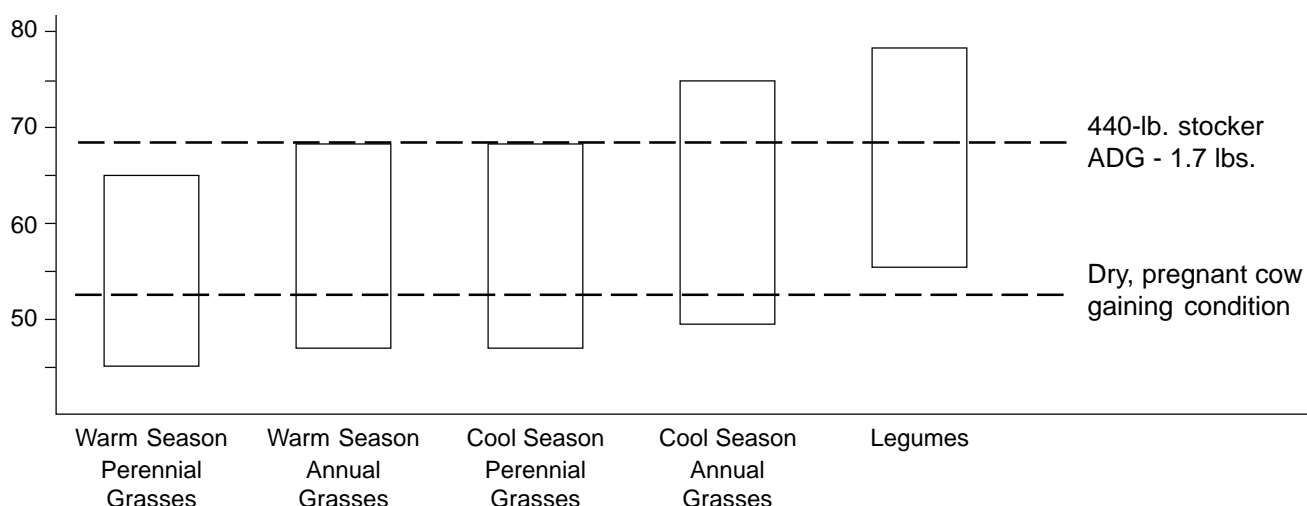 80
70
60
50
440-lb. stocker
ADG - 1.7 lbs.
Dry, pregnant cow
gaining condition
Warm Season
Perennial
Grasses
Warm Season
Annual
Grasses
Cool Season
Perennial
Grasses
Cool Season
Annual
Grasses
Legumes